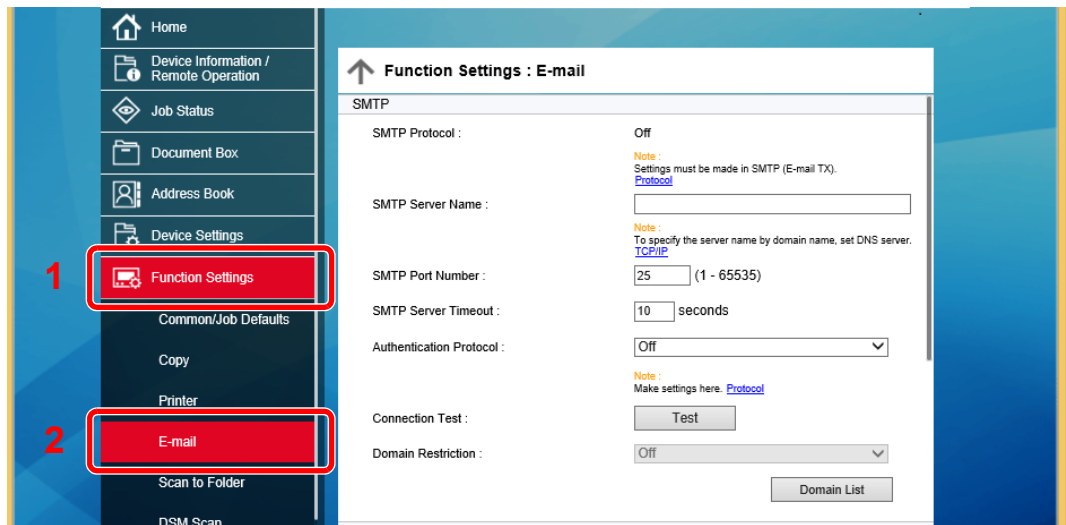 Home
Device Information /
Remote Operation
Job Status
Document Box
Address Book
Device Settings
1
Function Settings
Common/Job Defaults
Copy
Printer
2
E-mail
Scan to Folder
DSM Scan
Function Settings : E-mail
SMTP
SMTP Protocol :
Off
Note :
Settings must be made in SMTP (E-mail TX).
Protocol
SMTP Server Name :
Note :
To specify the server name by domain name, set DNS server.
TCP/IP
SMTP Port Number :
25 (1 - 65535)
SMTP Server Timeout :
10 seconds
Authentication Protocol :
Off
Note :
Make settings here. Protocol
Connection Test :
Test
Domain Restriction :
Off
Domain List